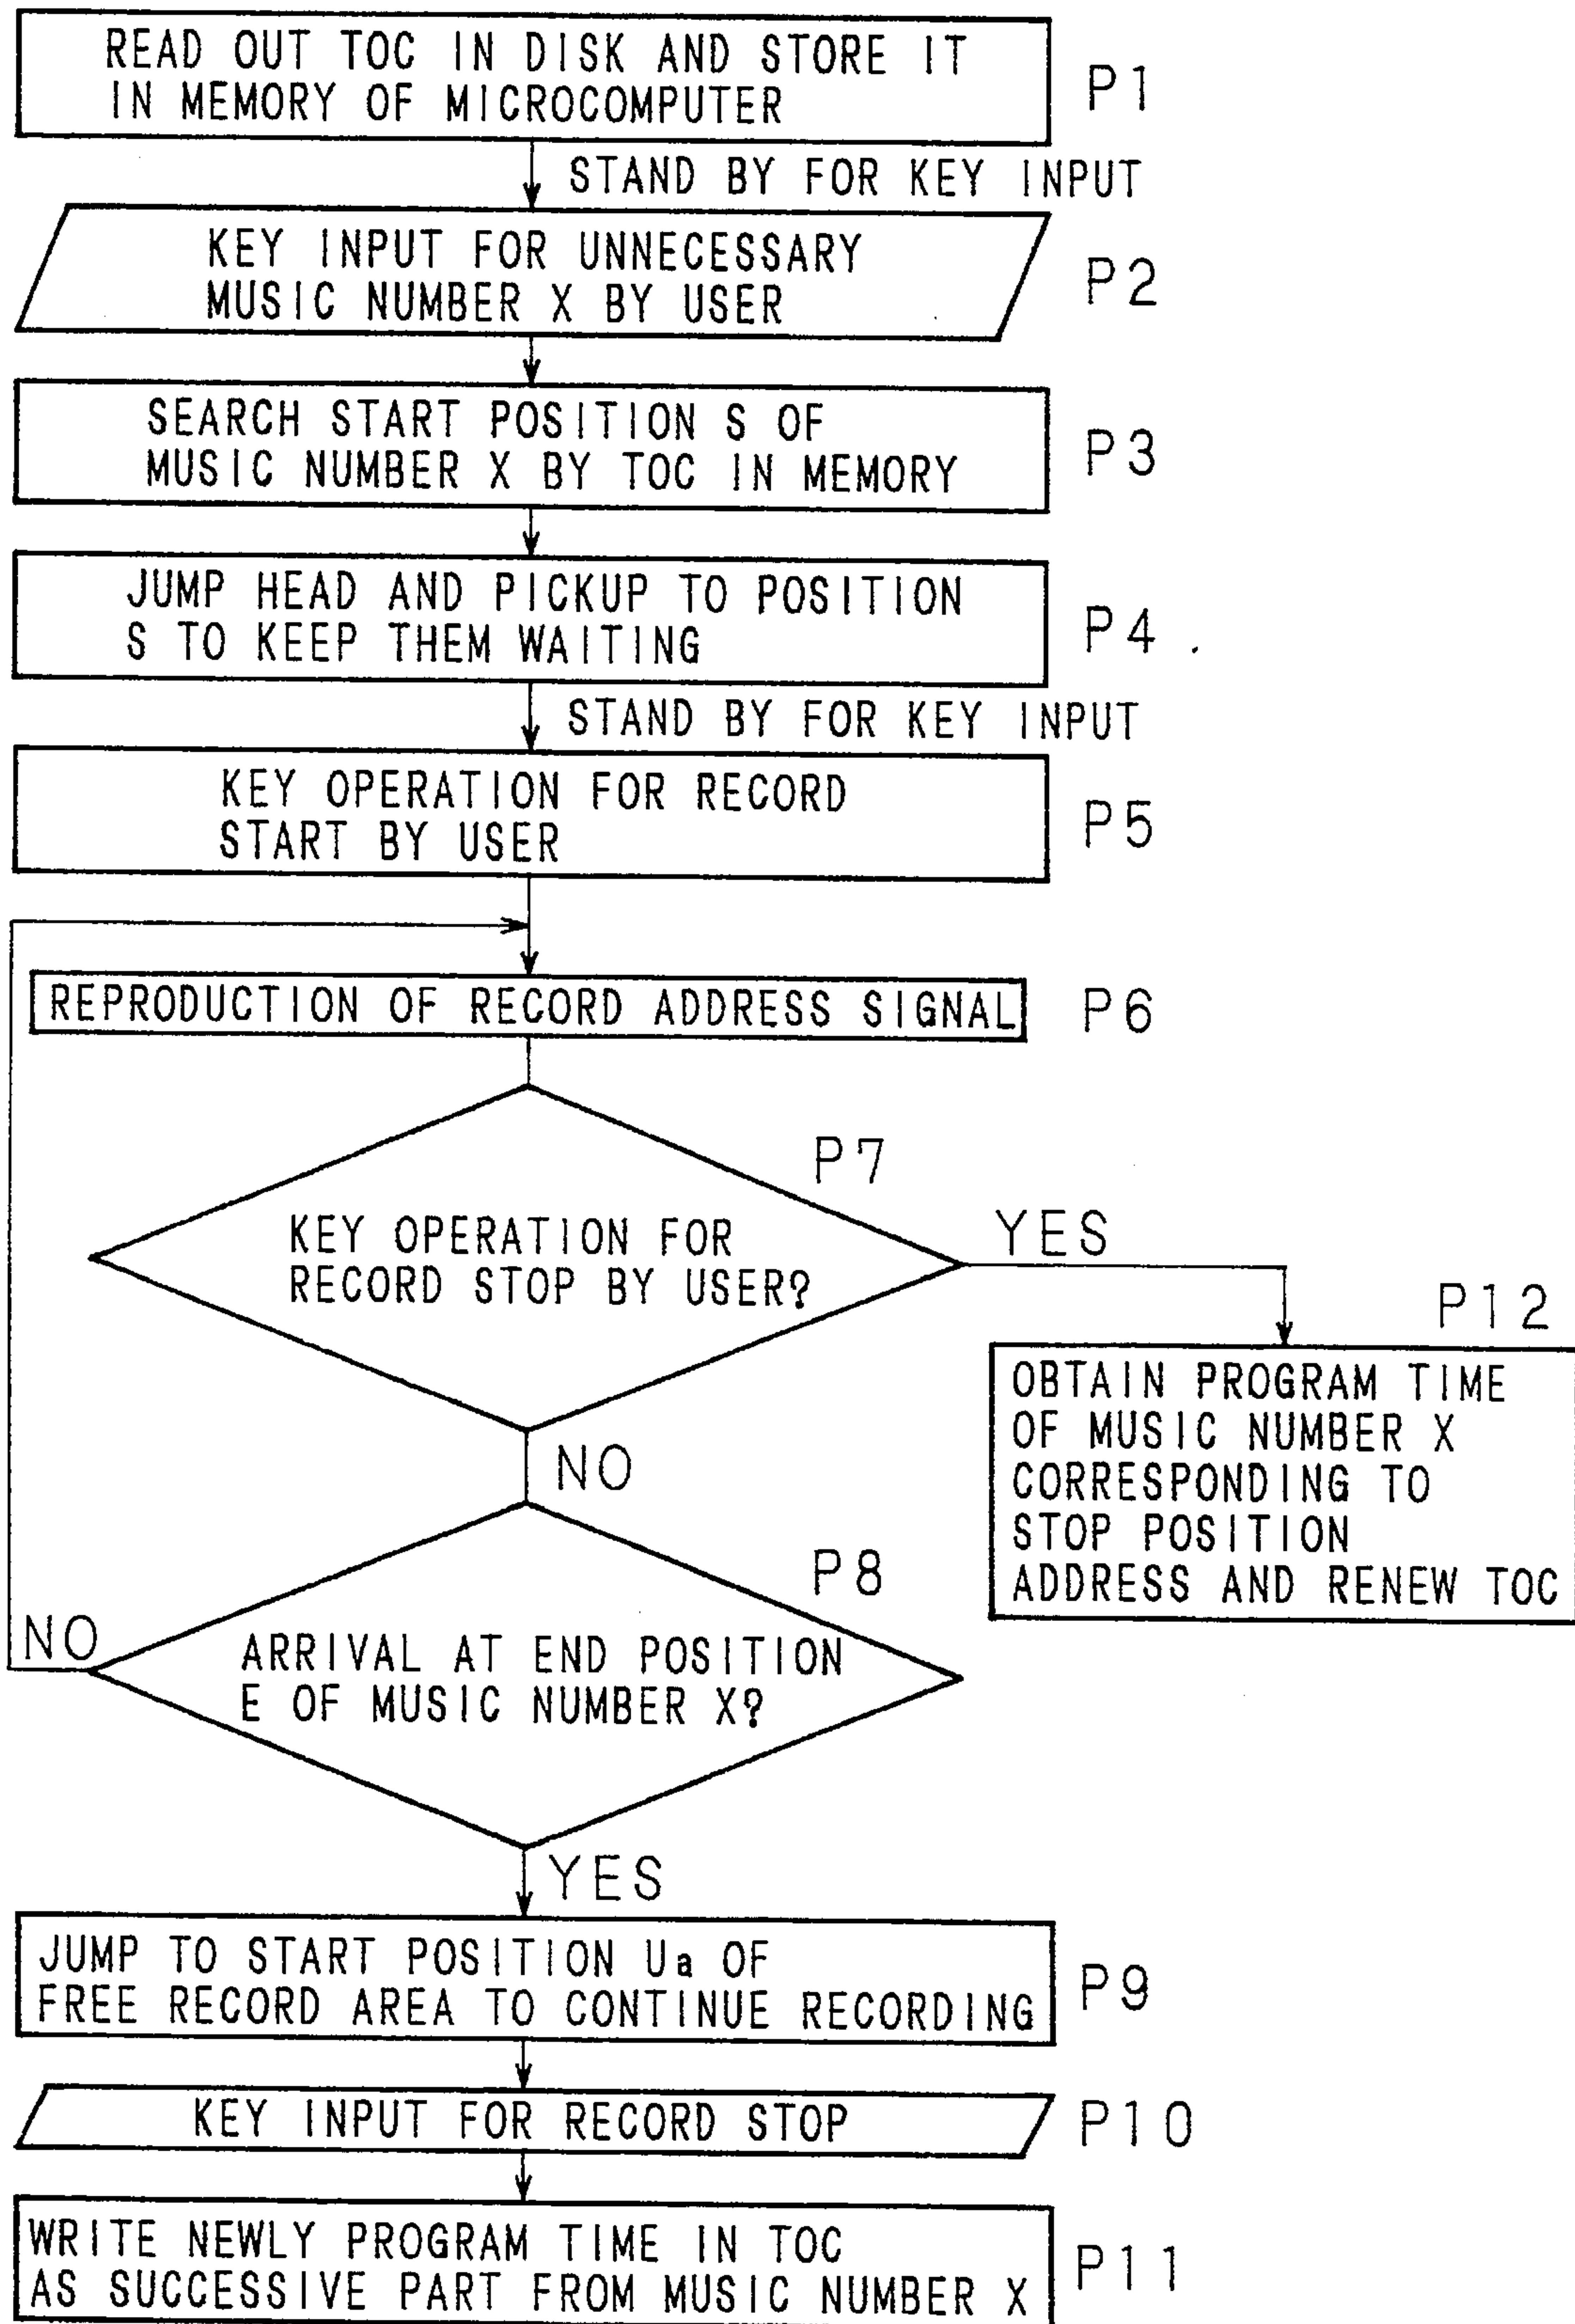 READ OUT TOC IN DISK AND STORE IT
IN MEMORY OF MICROCOMPUTER
P1
STAND BY FOR KEY INPUT
KEY INPUT FOR UNNECESSARY
MUSIC NUMBER X BY USER
P2
SEARCH START POSITION S OF
MUSIC NUMBER X BY TOC IN MEMORY
P3
JUMP HEAD AND PICKUP TO POSITION
S TO KEEP THEM WAITING
P4
STAND BY FOR KEY INPUT
KEY OPERATION FOR RECORD
START BY USER
P5
REPRODUCTION OF RECORD ADDRESS SIGNAL
P6
P7
KEY OPERATION FOR
RECORD STOP BY USER?
YES
P12
OBTAIN PROGRAM TIME
OF MUSIC NUMBER X
CORRESPONDING TO
STOP POSITION
ADDRESS AND RENEW TOC
NO
P8
NO
ARRIVAL AT END POSITION
E OF MUSIC NUMBER X?
YES
JUMP TO START POSITION Ua OF
FREE RECORD AREA TO CONTINUE RECORDING
P9
KEY INPUT FOR RECORD STOP
P10
WRITE NEWLY PROGRAM TIME IN TOC
AS SUCCESSIVE PART FROM MUSIC NUMBER X
P11